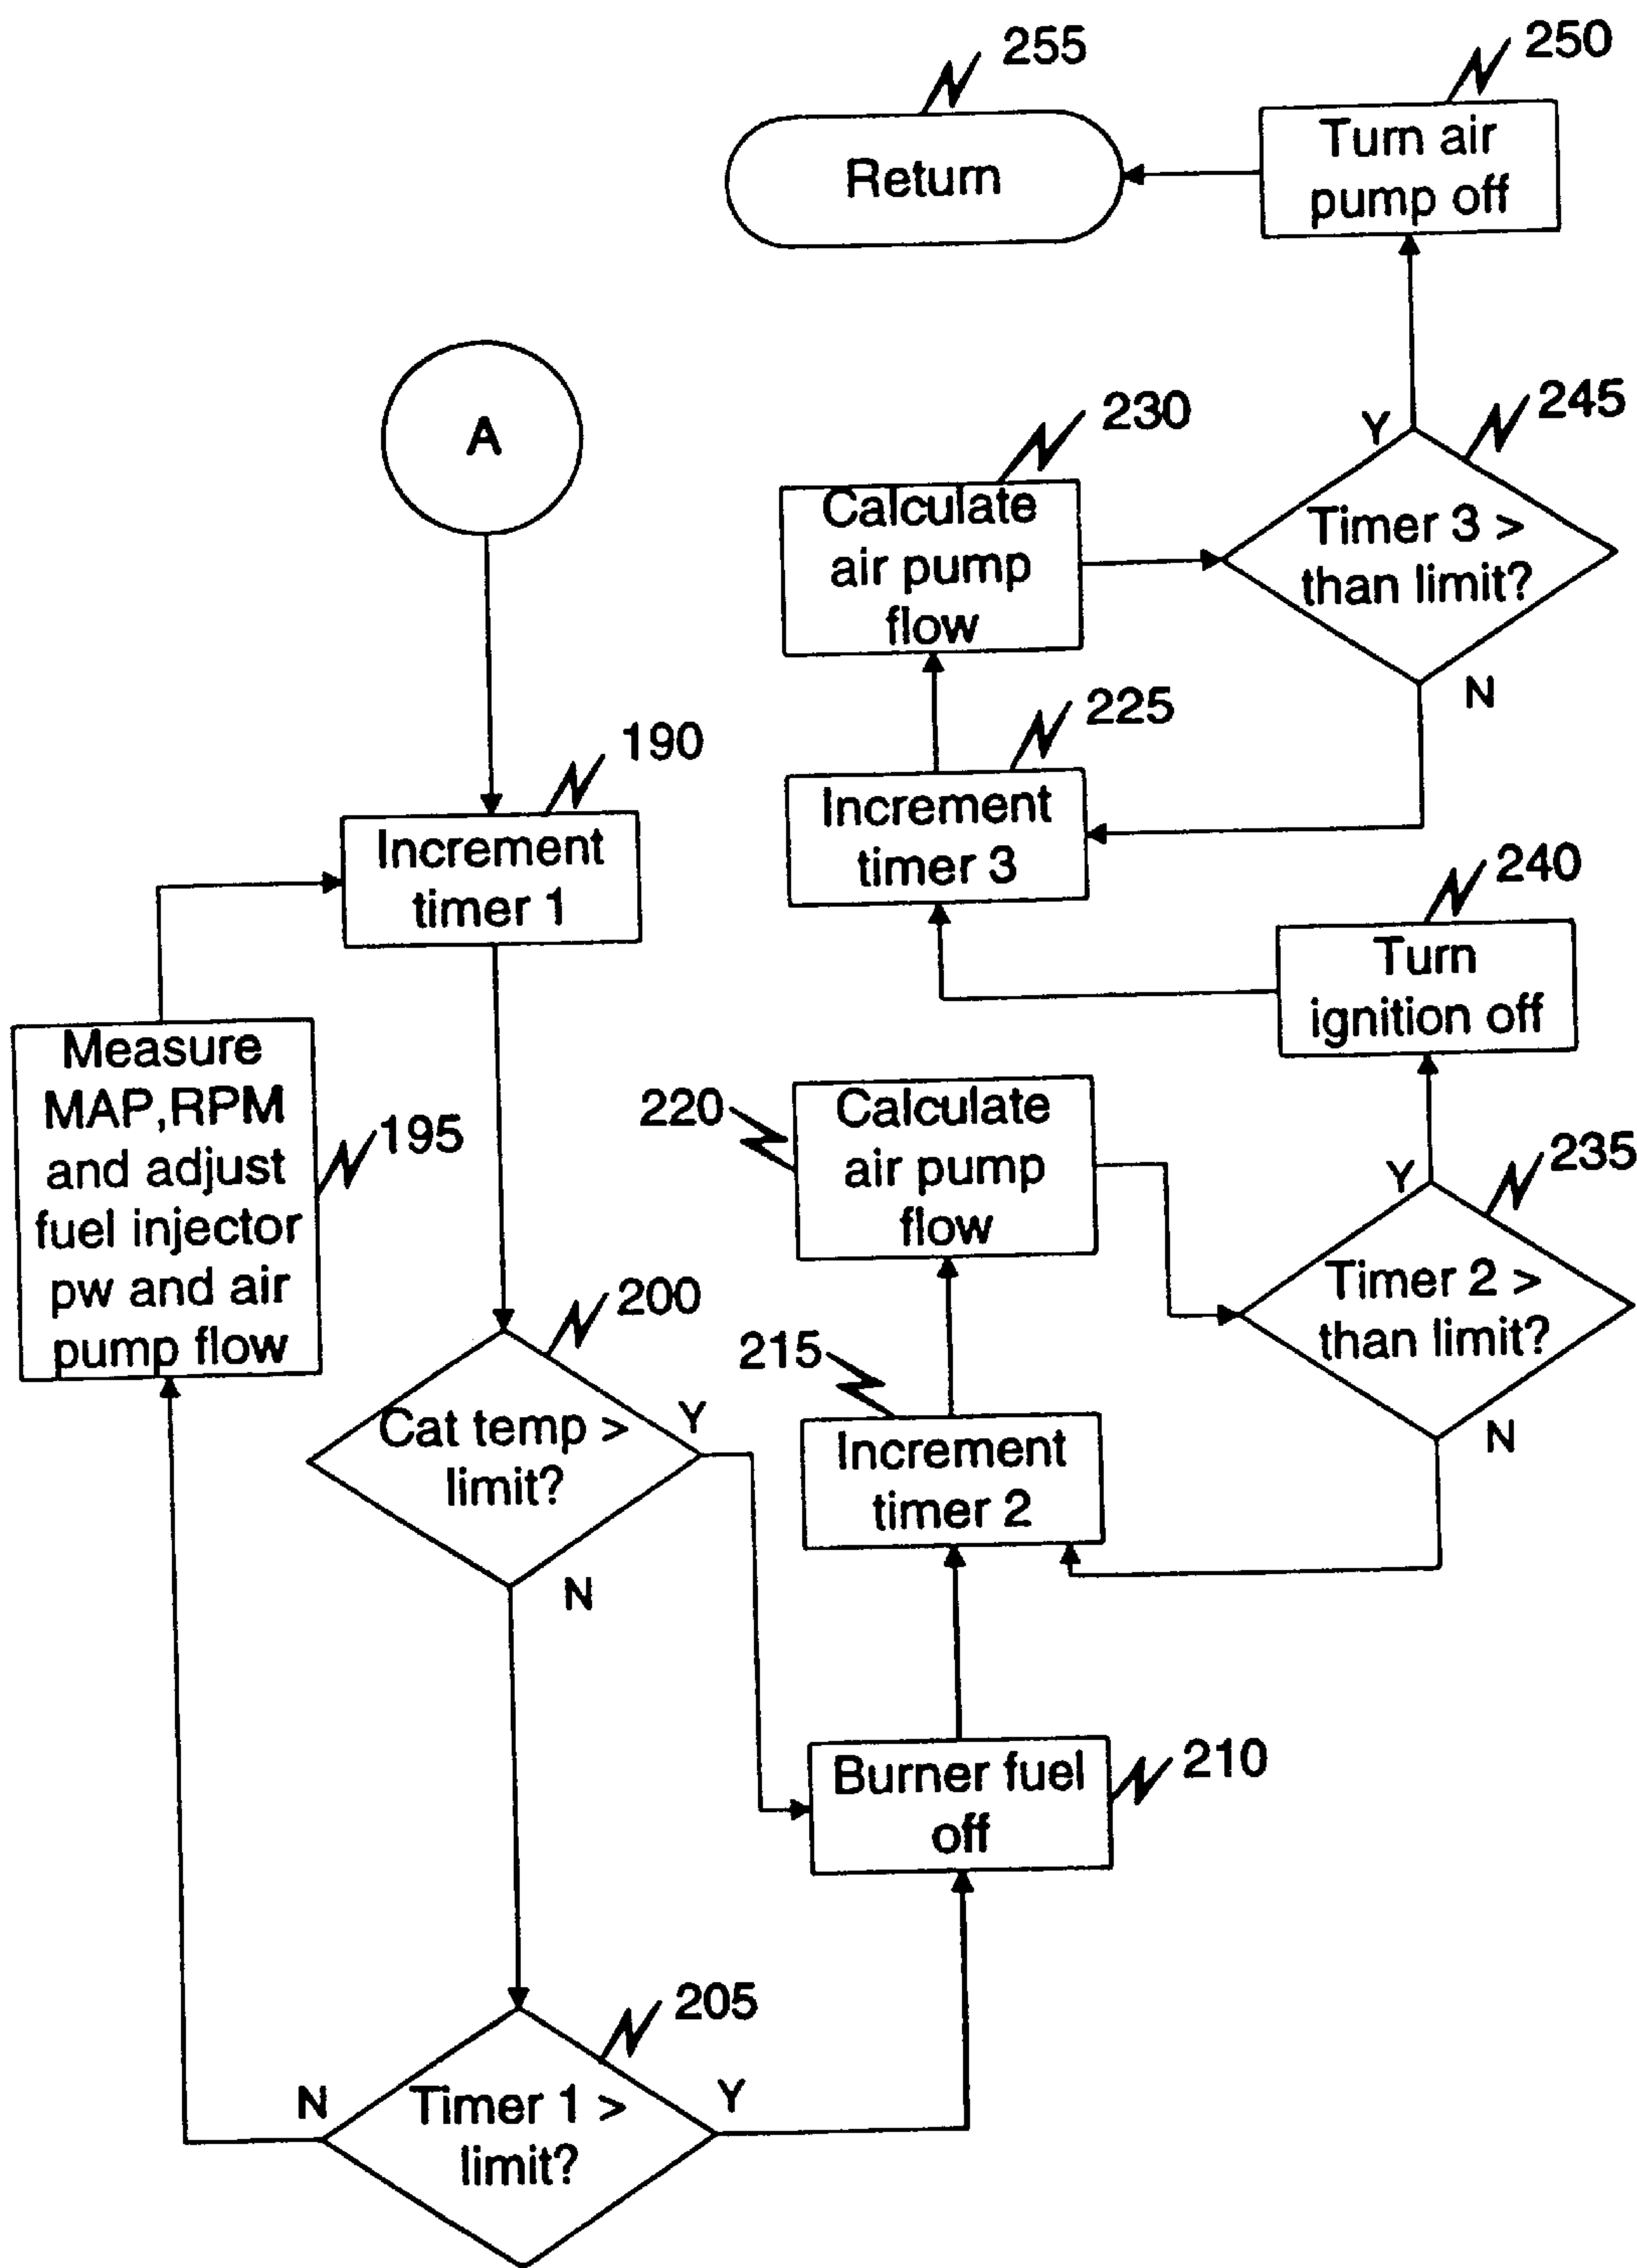 255
250
Return
Turn air
pump off
A
230
245
Calculate
air pump
flow
Y
Timer 3 >
than limit?
N
190
225
Increment
timer 1
Increment
timer 3
240
Turn
ignition off
Measure
MAP,RPM
and adjust
fuel injector
pw and air
pump flow
195
220
Calculate
air pump
flow
235
Y
Timer 2 >
than limit?
N
200
Cat temp >
limit?
Y
N
215
Increment
timer 2
Burner fuel
off
210
205
N
Timer 1 >
limit?
Y